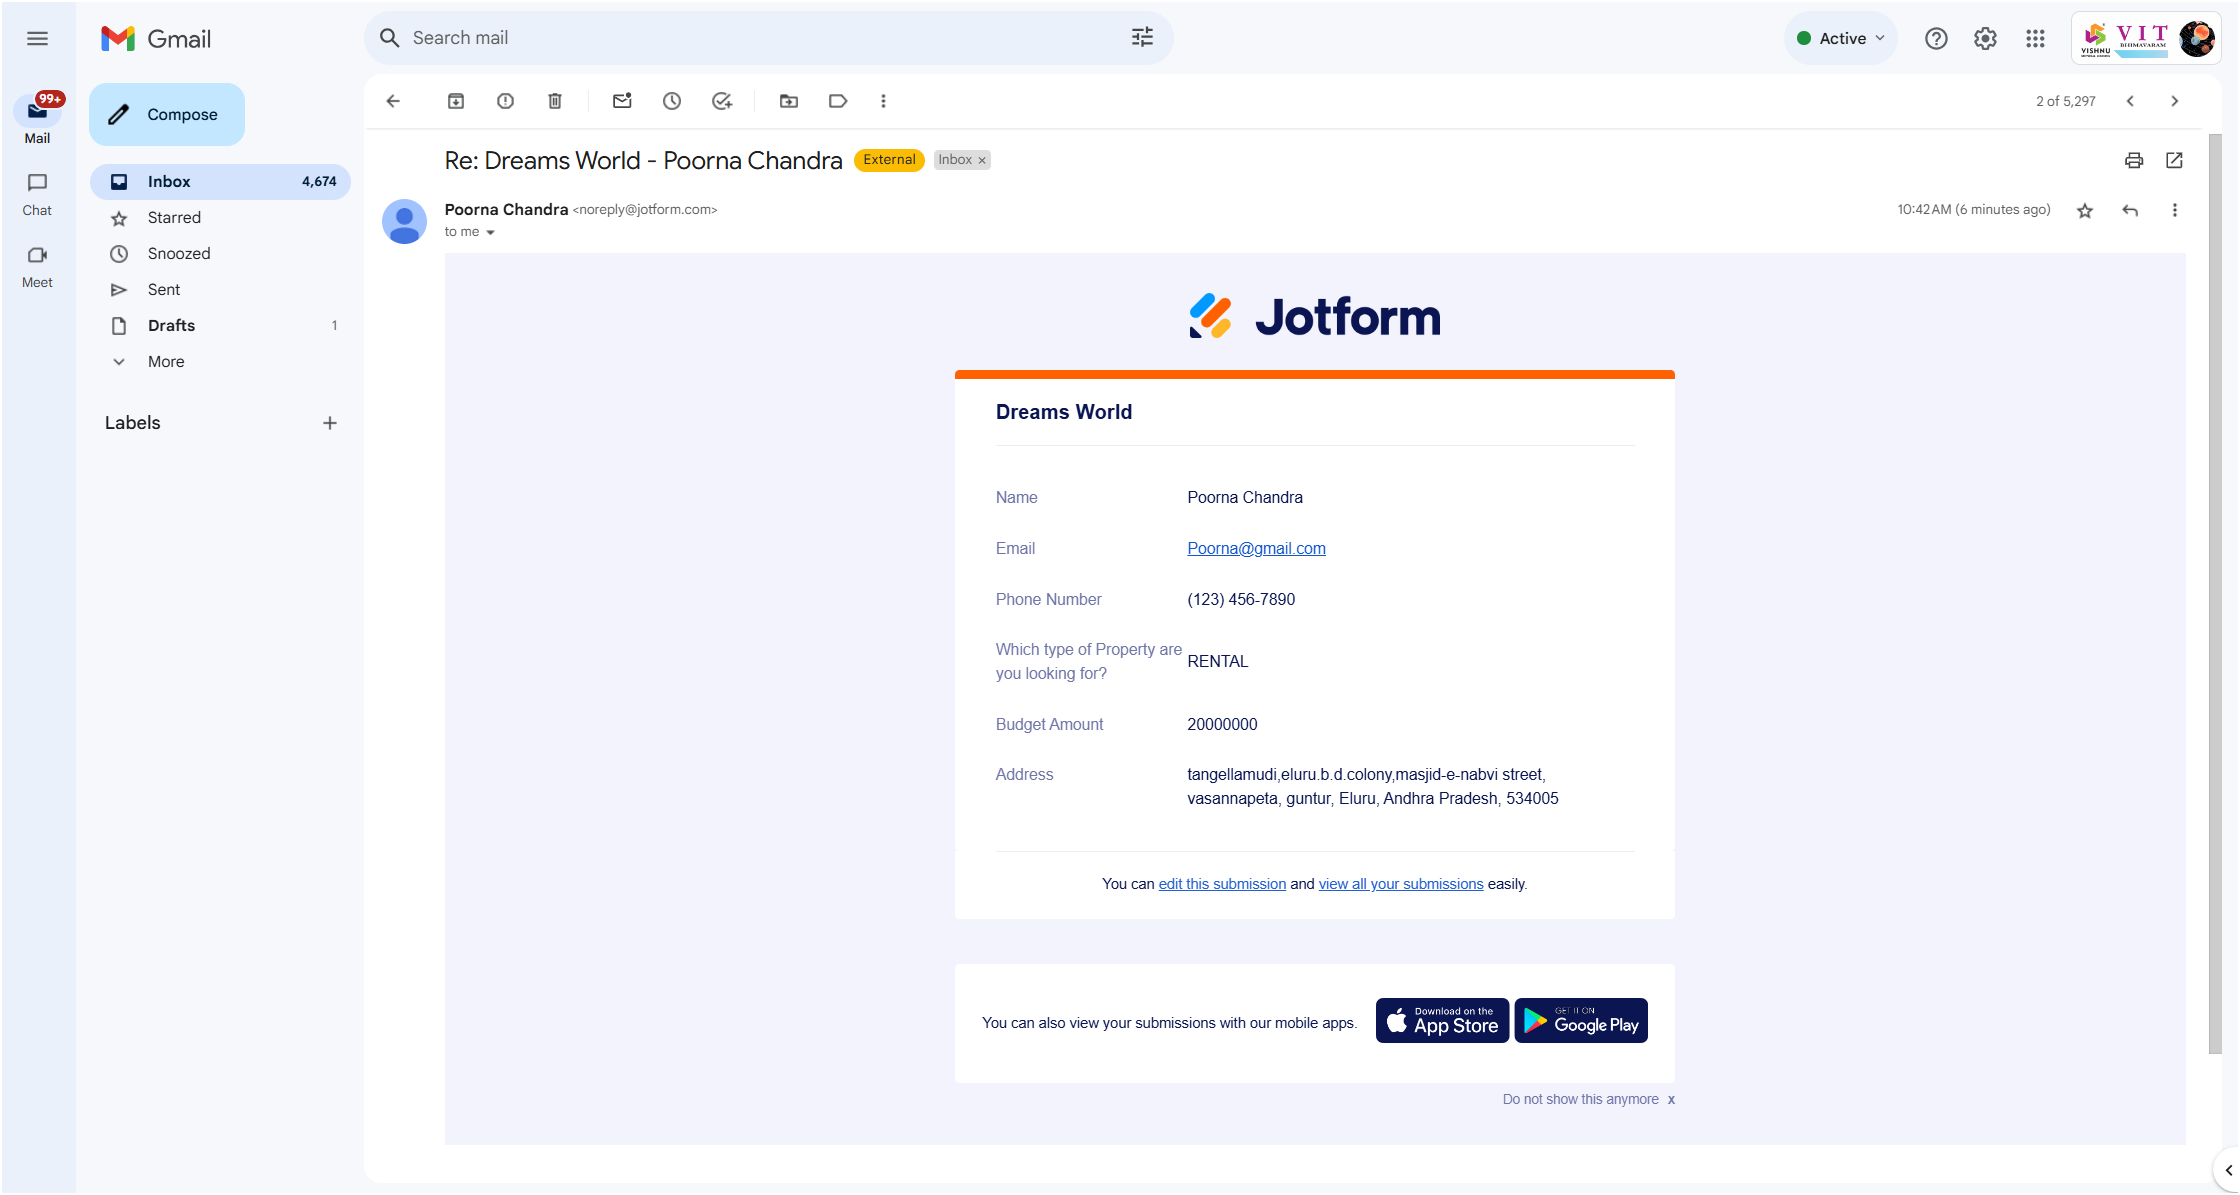 Gmail
Search mail
Active
VISHNU
VIT
BHIMAVARAM
99+
Mail
Chat
Meet
Compose
Inbox 4,674
Starred
Snoozed
Sent
Drafts 1
More
Labels
2 of 5,297
Re: Dreams World - Poorna Chandra External Inbox x
Poorna Chandra <noreply@jotform.com>
to me
10:42 AM (6 minutes ago)
Jotform
Dreams World
Name Poorna Chandra
Email Poorna@gmail.com
Phone Number (123) 456-7890
Which type of Property are
you looking for?
RENTAL
Budget Amount 20000000
Address tangellamudi,eluru.b.d.colony,masjid-e-nabvi street,
vasannapeta, guntur, Eluru, Andhra Pradesh, 534005
You can edit this submission and view all your submissions easily.
You can also view your submissions with our mobile apps.
Download on the
App Store
GET IT ON
Google Play
Do not show this anymore x